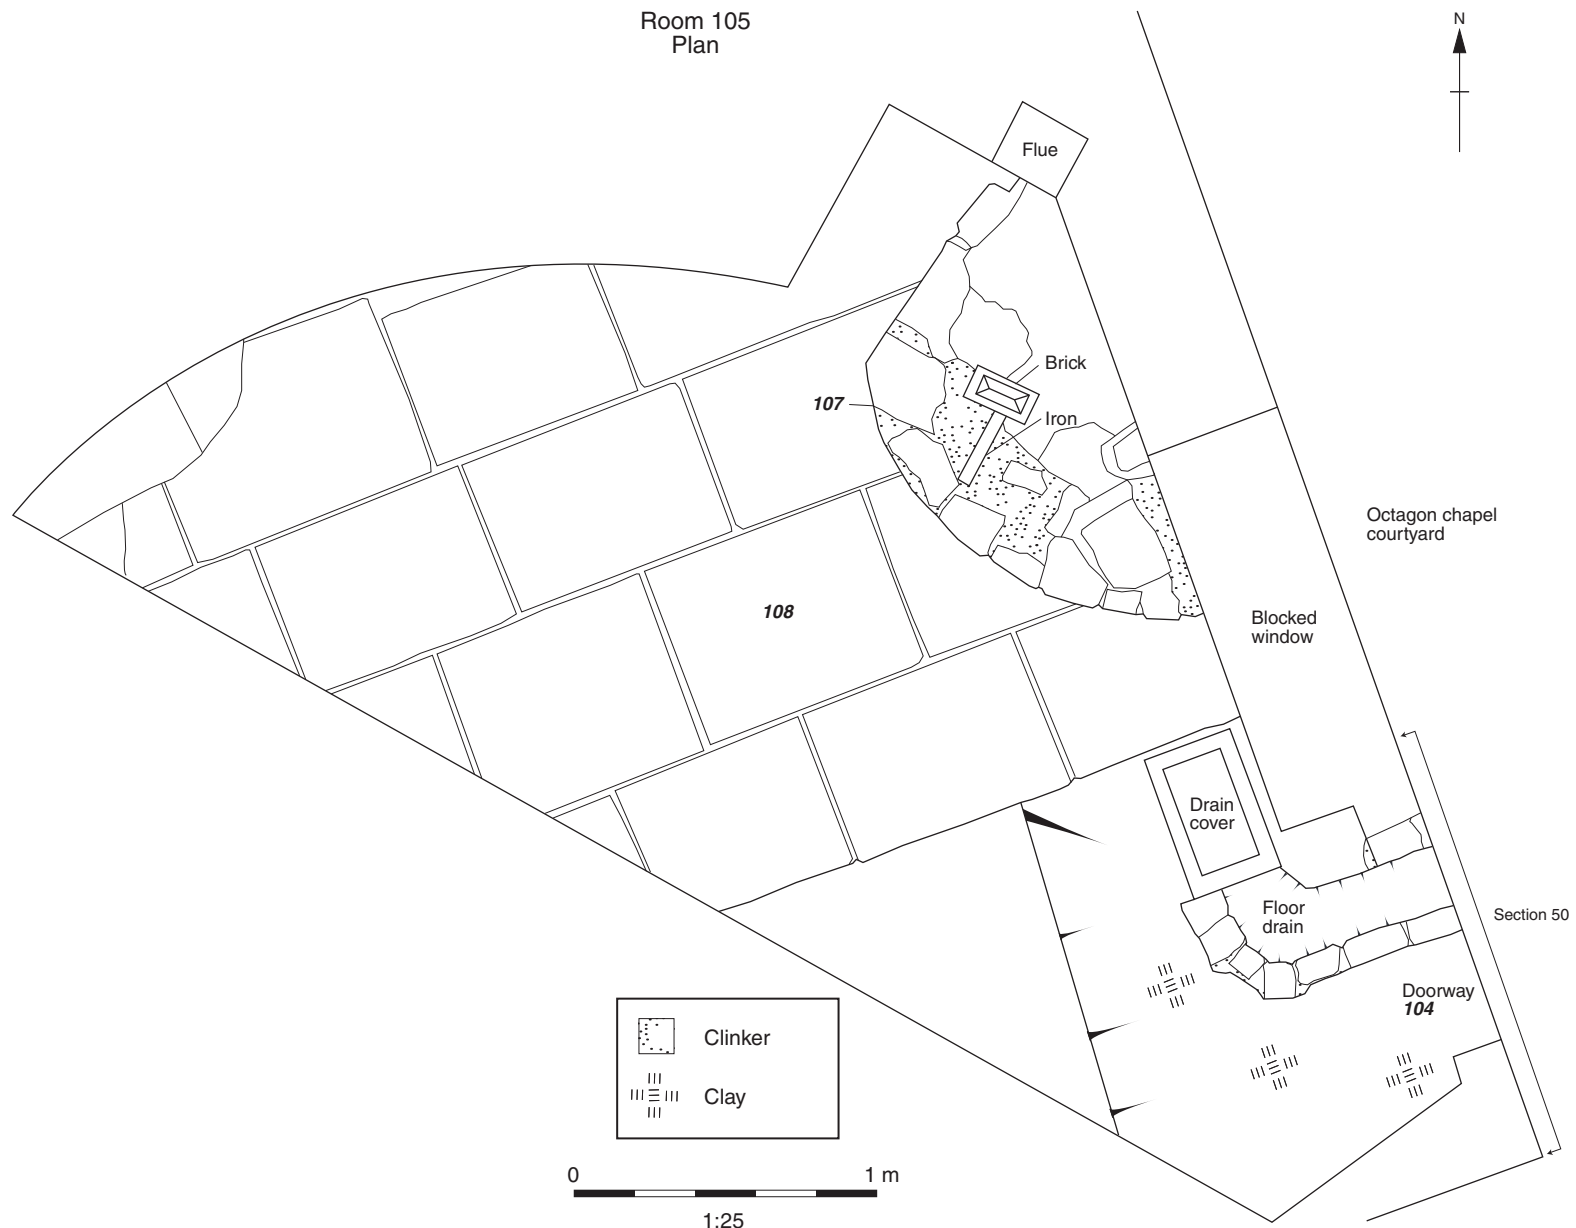 Room 105
Plan
N
Flue
Brick
107
Iron
Octagon chapel
courtyard
108
Blocked
window
Drain
cover
Floor
drain
Section 50
Doorway
104
Clinker
Clay
0
1 m
1:25